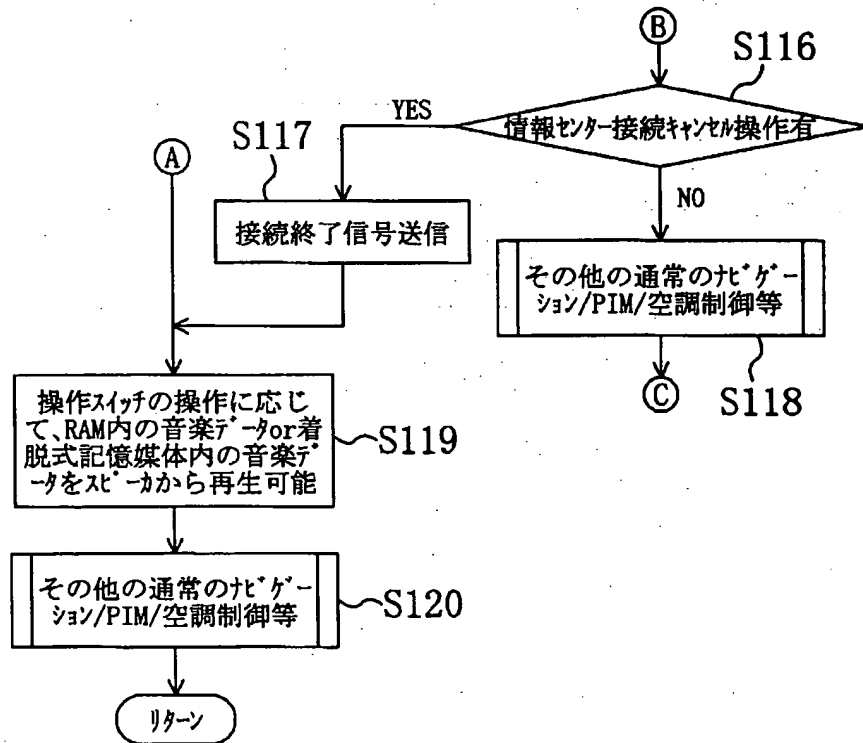 Ⓑ
S116
情報ｾﾝﾀｰ接続ｷｬﾝｾﾙ操作有
YES
NO
Ⓐ
S117
接続終了信号送信
その他の通常のﾅﾋﾞｹﾞｰ
ｼｮﾝ/PIM/空調制御等
S118
Ⓒ
操作ｽｲｯﾁの操作に応じ
て、RAM内の音楽ﾃﾞｰﾀor着
脱式記憶媒体内の音楽ﾃﾞ
ｰﾀをｽﾋﾟｰｶから再生可能
S119
その他の通常のﾅﾋﾞｹﾞｰ
ｼｮﾝ/PIM/空調制御等
S120
ﾘﾀｰﾝ